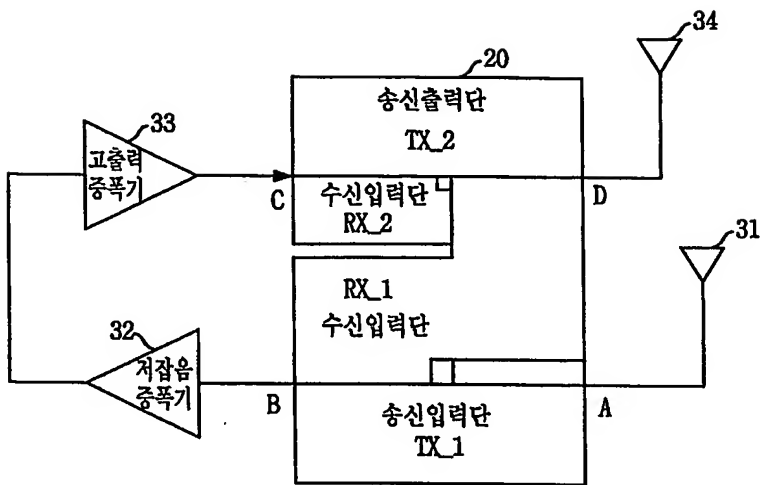 34
20
송신출력단
TX_2
33
고출력
증폭기
C
수신입력단
RX_2
D
31
RX_1
수신입력단
32
저잡음
증폭기
B
송신입력단
TX_1
A